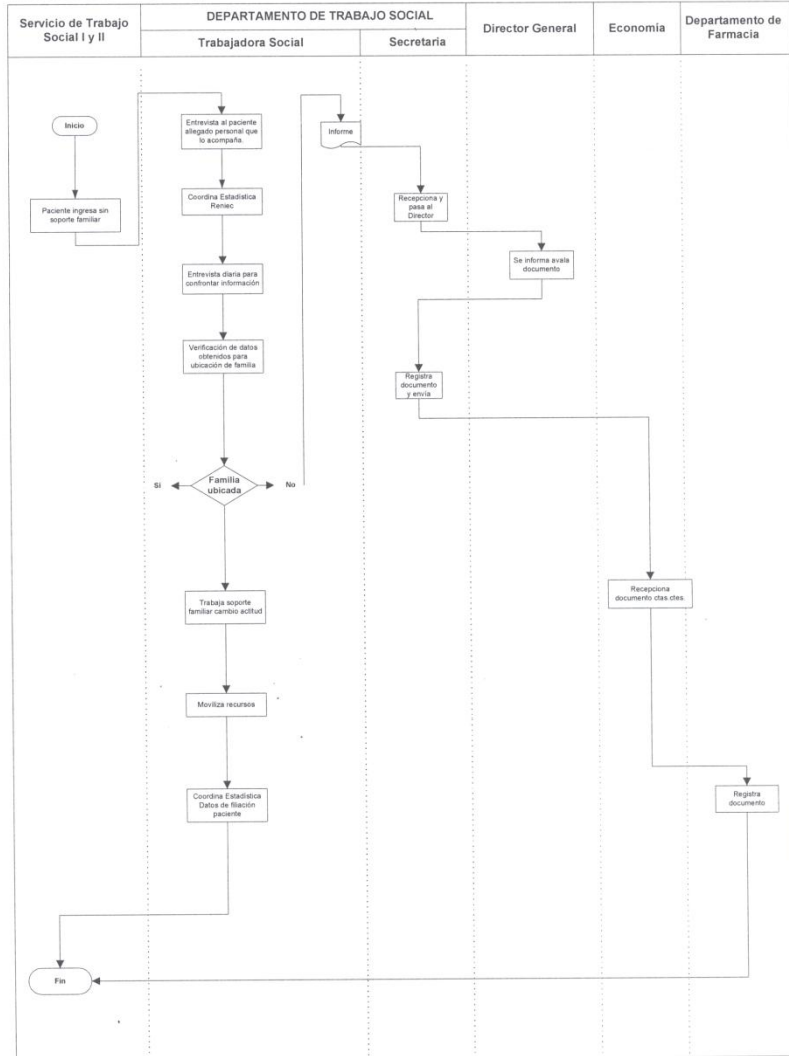 Servicio de Trabajo
Social I y II
DEPARTAMENTO DE TRABAJO SOCIAL
Trabajadora Social
Secretaria
Director General
Economía
Departamento de
Farmacia
Inicio
Paciente ingresa sin
soporte familiar
Entrevista al paciente
allegado personal que
lo acompaña.
Coordina Estadística
Reniec
Entrevista diaria para
confrontar información
Verificación de datos
obtenidos para
ubicación de familia
Si
Familia
ubicada
No
Trabaja soporte
familiar cambio actitud
Moviliza recursos
Coordina Estadística
Datos de filiación
paciente
Informe
Recepciona y
pasa al
Director
Se informa avala
documento
Registra
documento
y envía
Recepciona
documento ctas ctes.
Registra
documento
Fin